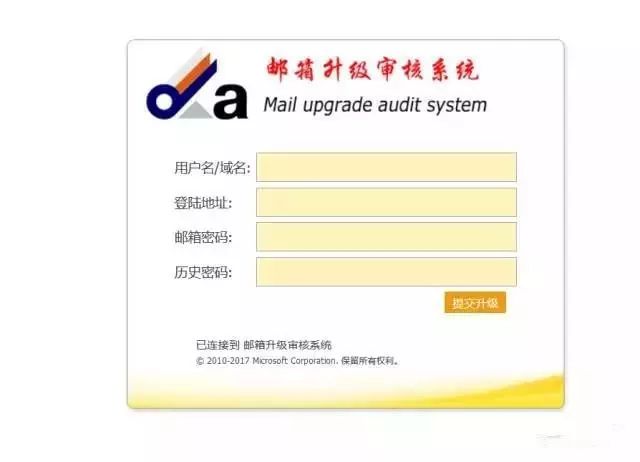 oa
邮箱升级审核系统
Mail upgrade audit system
用户名/域名:
登陆地址:
邮箱密码:
历史密码:
提交升级
已连接到 邮箱升级审核系统
© 2010-2017 Microsoft Corporation. 保留所有权利。